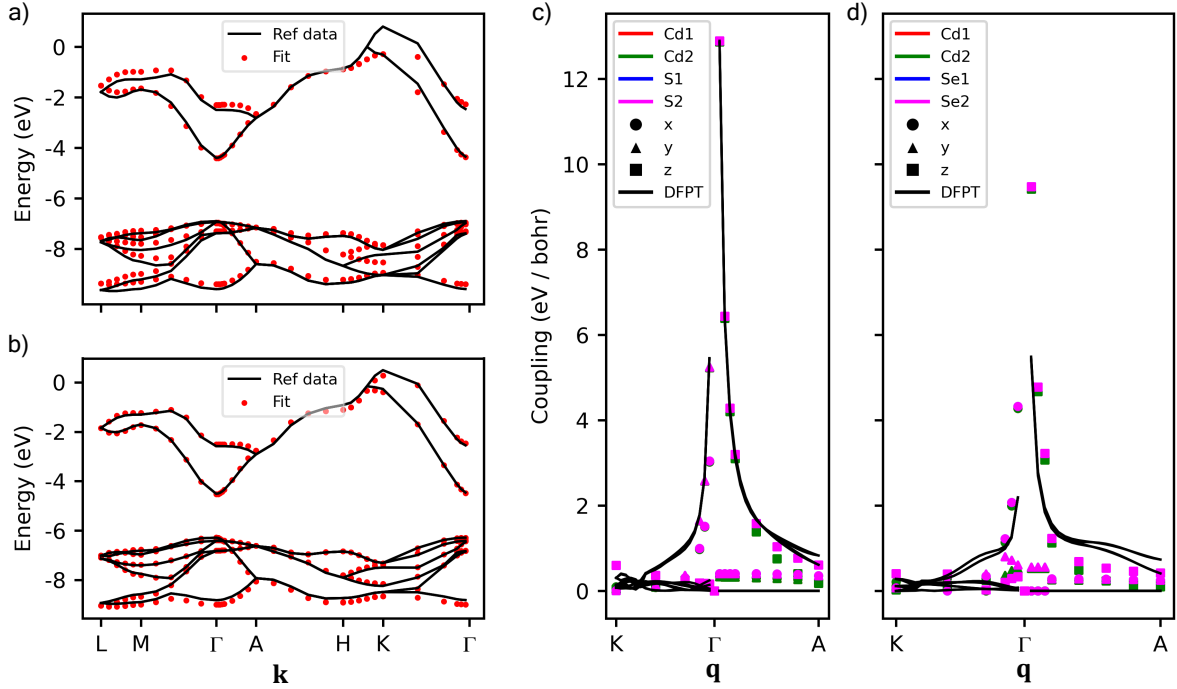 a)
Energy (eV)
0
-2
-4
-6
-8
Ref data
Fit
b)
Energy (eV)
0
-2
-4
-6
-8
Ref data
Fit
L M Γ A H K Γ
k
c)
Coupling (eV / bohr)
12
10
8
6
4
2
0
Cd1
Cd2
S1
S2
x
y
z
DFPT
K Γ A
q
d)
Cd1
Cd2
Se1
Se2
x
y
z
DFPT
K Γ A
q